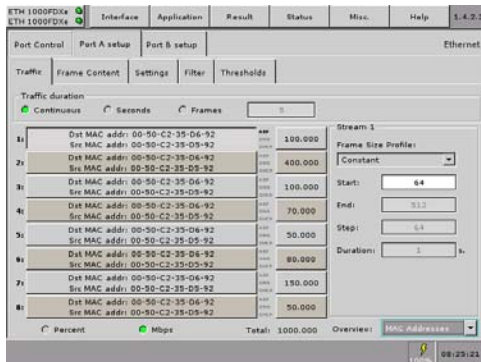 ETH 1000FDX
ETH 1000FDX
Interface Application Result Status Misc. Help 1.4.2.
Port Control Port A setup Port B setup Ethernet
Traffic Frame Content Settings Filter Thresholds
Traffic duration
Continuous Seconds Frames 5
Stream 1
1: Dst MAC addr: 00-50-C2-35-D6-92
Src MAC addr: 00-50-C2-35-D5-92
100.000
2: Dst MAC addr: 00-50-C2-35-D6-92
Src MAC addr: 00-50-C2-35-D5-92
400.000
3: Dst MAC addr: 00-50-C2-35-D6-92
Src MAC addr: 00-50-C2-35-D5-92
100.000
4: Dst MAC addr: 00-50-C2-35-D6-92
Src MAC addr: 00-50-C2-35-D5-92
70.000
5: Dst MAC addr: 00-50-C2-35-D6-92
Src MAC addr: 00-50-C2-35-D5-92
50.000
6: Dst MAC addr: 00-50-C2-35-D6-92
Src MAC addr: 00-50-C2-35-D5-92
80.000
7: Dst MAC addr: 00-50-C2-35-D6-92
Src MAC addr: 00-50-C2-35-D5-92
150.000
8: Dst MAC addr: 00-50-C2-35-D6-92
Src MAC addr: 00-50-C2-35-D5-92
50.000
Frame Size Profile:
Constant
Start: 64
End: 512
Step: 64
Duration: 1 s.
Percent Mbps Total: 1000.000 Overview: MAC Addresses
100% 08:25:21